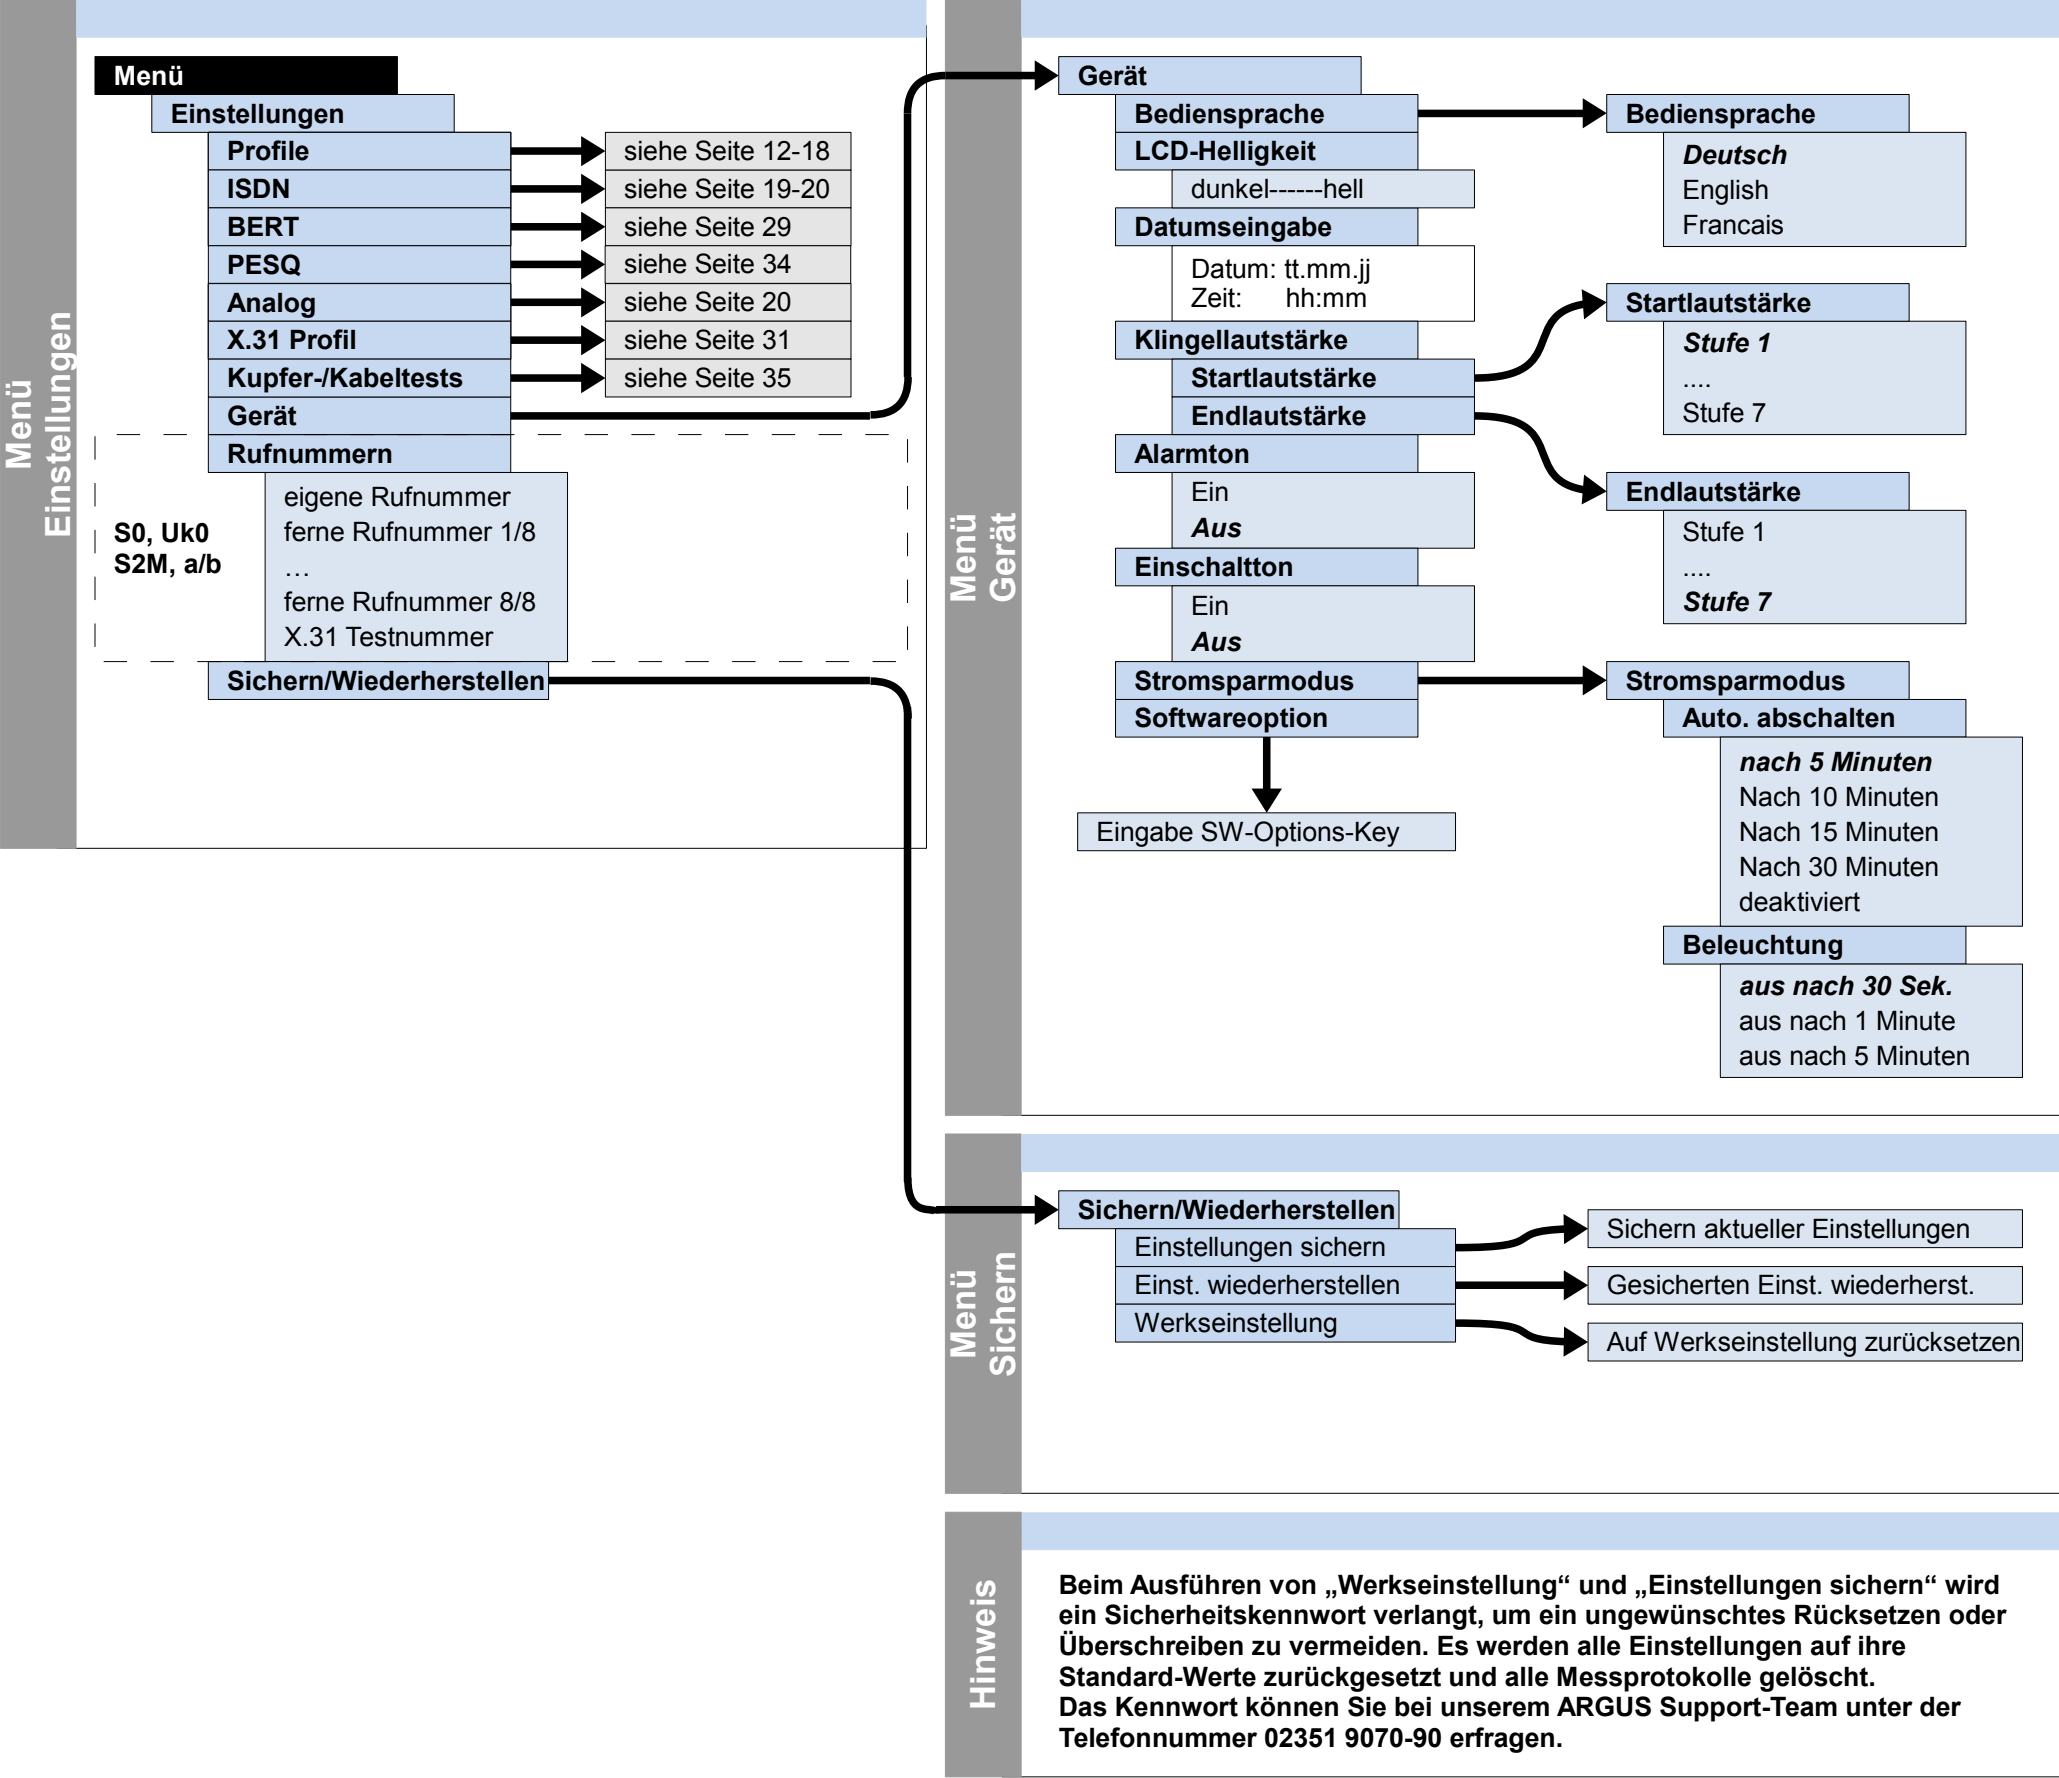 Menü
Einstellungen
Menü
Einstellungen
Profile
siehe Seite 12-18
ISDN
siehe Seite 19-20
BERT
siehe Seite 29
PESQ
siehe Seite 34
Analog
siehe Seite 20
X.31 Profil
siehe Seite 31
Kupfer-/Kabeltests
siehe Seite 35
Gerät
Rufnummern
S0, Uk0
S2M, a/b
eigene Rufnummer
ferne Rufnummer 1/8
…
ferne Rufnummer 8/8
X.31 Testnummer
Sichern/Wiederherstellen
Menü
Gerät
Gerät
Bediensprache
LCD-Helligkeit
dunkel------hell
Datumseingabe
Datum: tt.mm.jj
Zeit: hh:mm
Klingellautstärke
Startlautstärke
Endlautstärke
Alarmton
Ein
Aus
Einschaltton
Ein
Aus
Stromsparmodus
Softwareoption
Eingabe SW-Options-Key
Bediensprache
Deutsch
English
Francais
Startlautstärke
Stufe 1
....
Stufe 7
Endlautstärke
Stufe 1
....
Stufe 7
Stromsparmodus
Auto. abschalten
nach 5 Minuten
Nach 10 Minuten
Nach 15 Minuten
Nach 30 Minuten
deaktiviert
Beleuchtung
aus nach 30 Sek.
aus nach 1 Minute
aus nach 5 Minuten
Menü
Sichern
Sichern/Wiederherstellen
Einstellungen sichern
Einst. wiederherstellen
Werkseinstellung
Sichern aktueller Einstellungen
Gesicherten Einst. wiederherst.
Auf Werkseinstellung zurücksetzen
Hinweis
Beim Ausführen von „Werkseinstellung“ und „Einstellungen sichern“ wird
ein Sicherheitskennwort verlangt, um ein ungewünschtes Rücksetzen oder
Überschreiben zu vermeiden. Es werden alle Einstellungen auf ihre
Standard-Werte zurückgesetzt und alle Messprotokolle gelöscht.
Das Kennwort können Sie bei unserem ARGUS Support-Team unter der
Telefonnummer 02351 9070-90 erfragen.